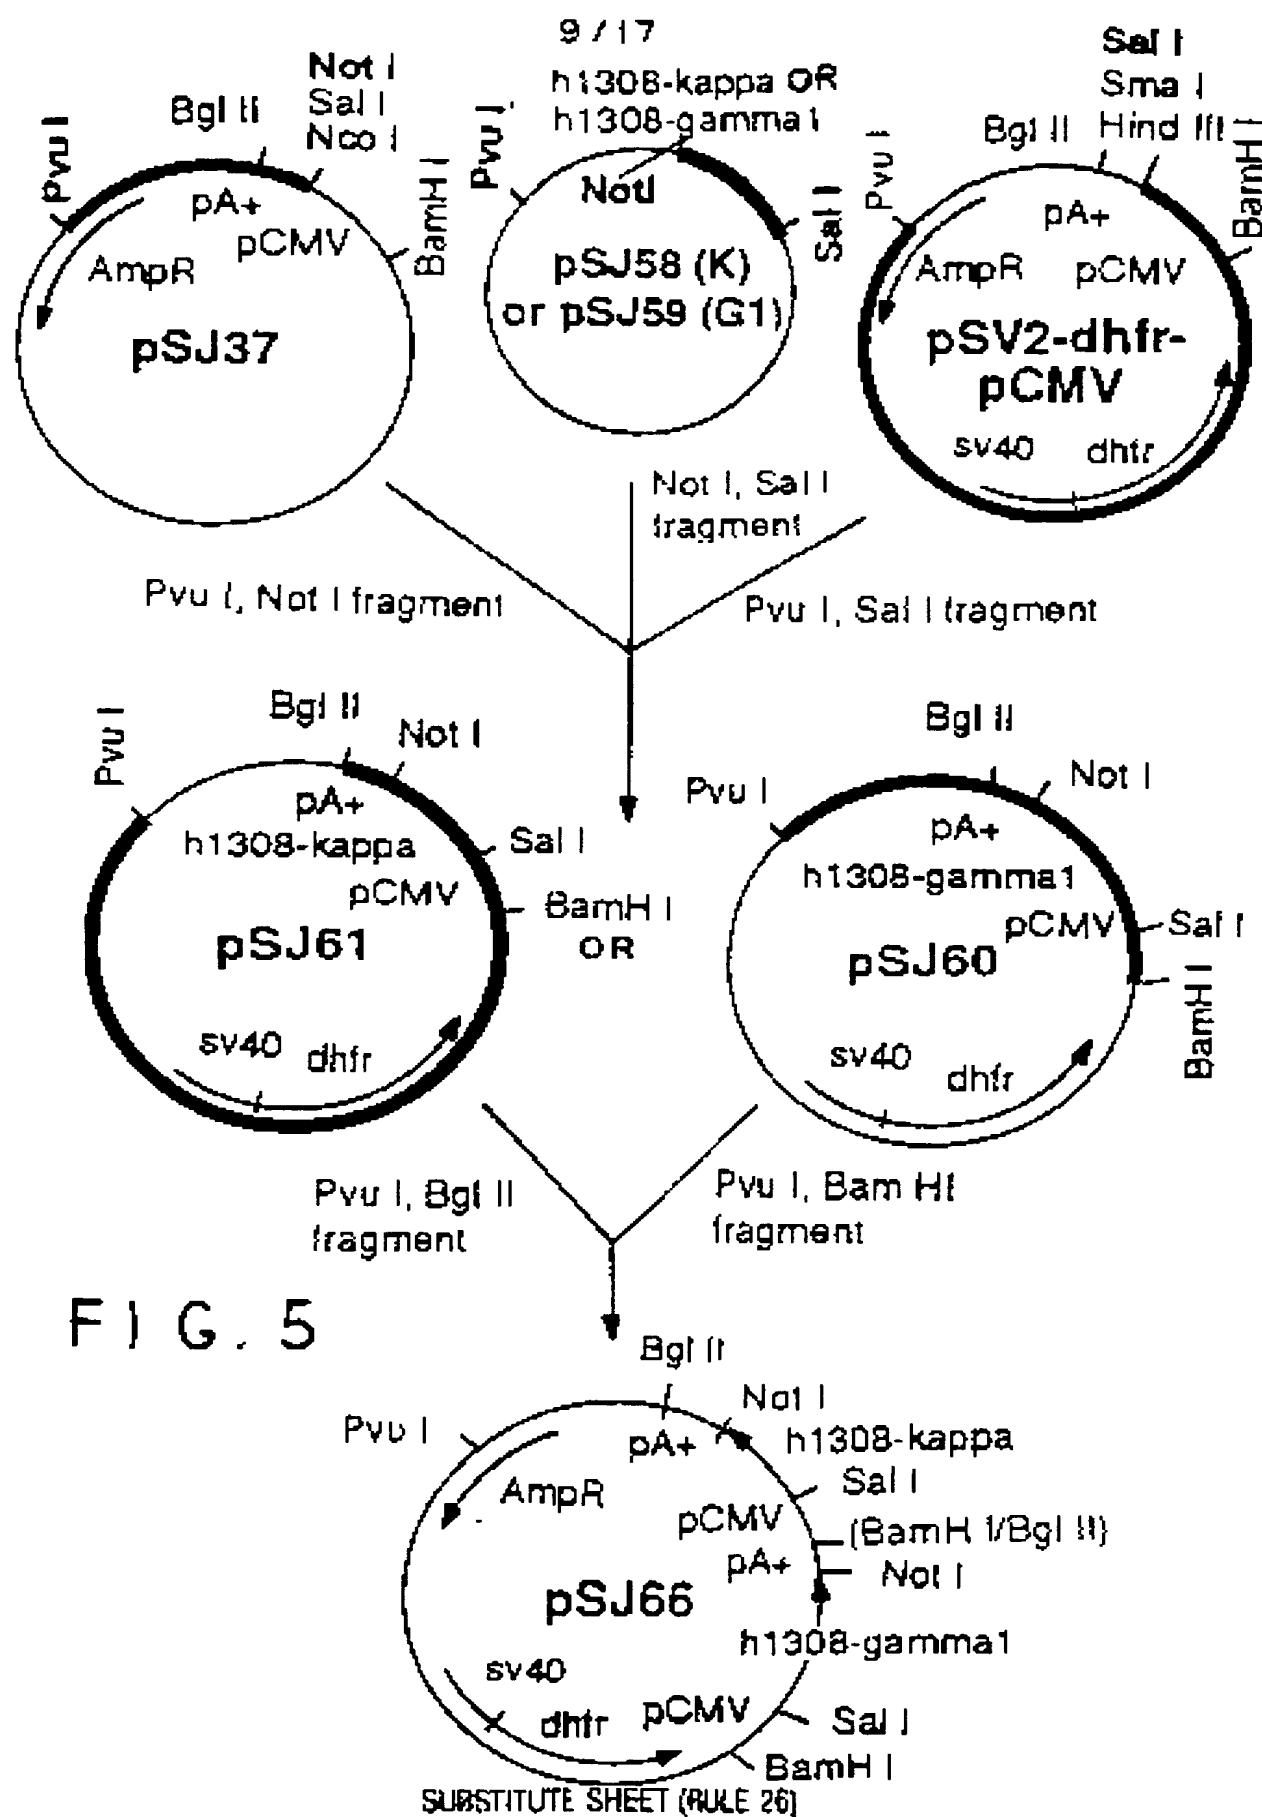 9/17
Not I
Sal I
Nco I
Bgl II
Pvu I
pA+
pCMV
BamH I
AmpR
pSJ37
h1308-kappa OR
h1308-gamma1
Pvu I
NotI
Sal I
pSJ58 (K)
or pSJ59 (G1)
Sal I
Sma I
Hind III
Bgl II
Pvu I
BamH I
pA+
AmpR
pCMV
pSV2-dhfr-
pCMV
sv40
dhfr
Not I, Sal I
fragment
Pvu I, Not I fragment
Pvu I, Sal I fragment
Bgl II
Pvu I
Not I
pA+
h1308-kappa
Sal I
pCMV
BamH I
OR
pSJ61
sv40
dhfr
Bgl II
Pvu I
Not I
pA+
h1308-gamma1
pCMV
Sal I
pSJ60
BamH I
sv40
dhfr
Pvu I, Bgl II
fragment
Pvu I, Bam HI
fragment
FIG. 5
Bgl II
Pvu I
Not I
pA+
h1308-kappa
AmpR
Sal I
pCMV
(BamH I/Bgl II)
pA+
Not I
pSJ66
h1308-gamma1
sv40
dhfr
pCMV
Sal I
BamH I
SUBSTITUTE SHEET (RULE 26)